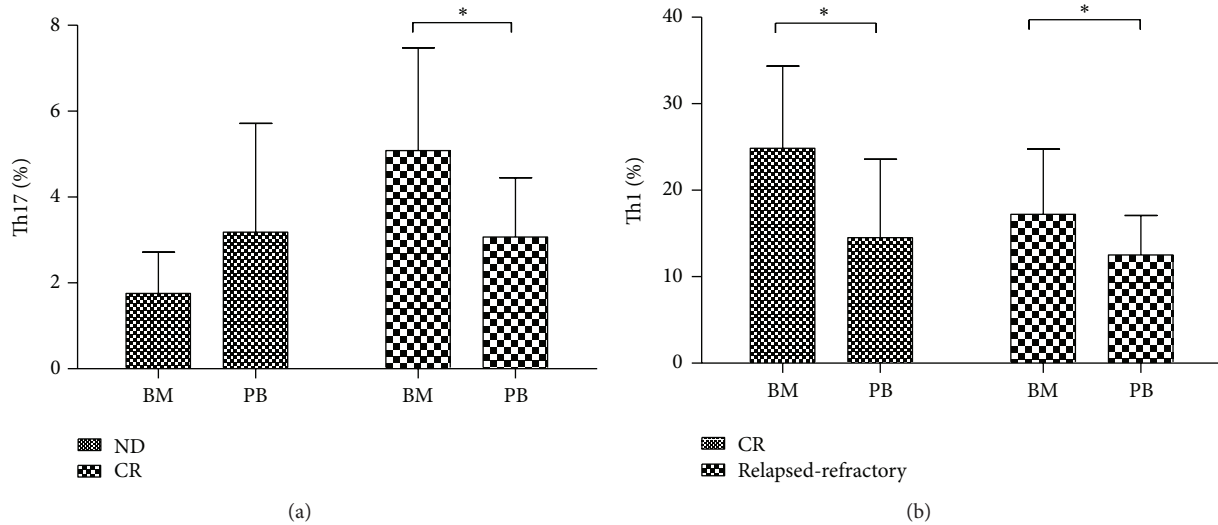 8
6
4
2
0
Th17 (%)
*
BM
PB
BM
PB
ND
CR
(a)
40
30
20
10
0
Th1 (%)
*
*
BM
PB
BM
PB
CR
Relapsed-refractory
(b)